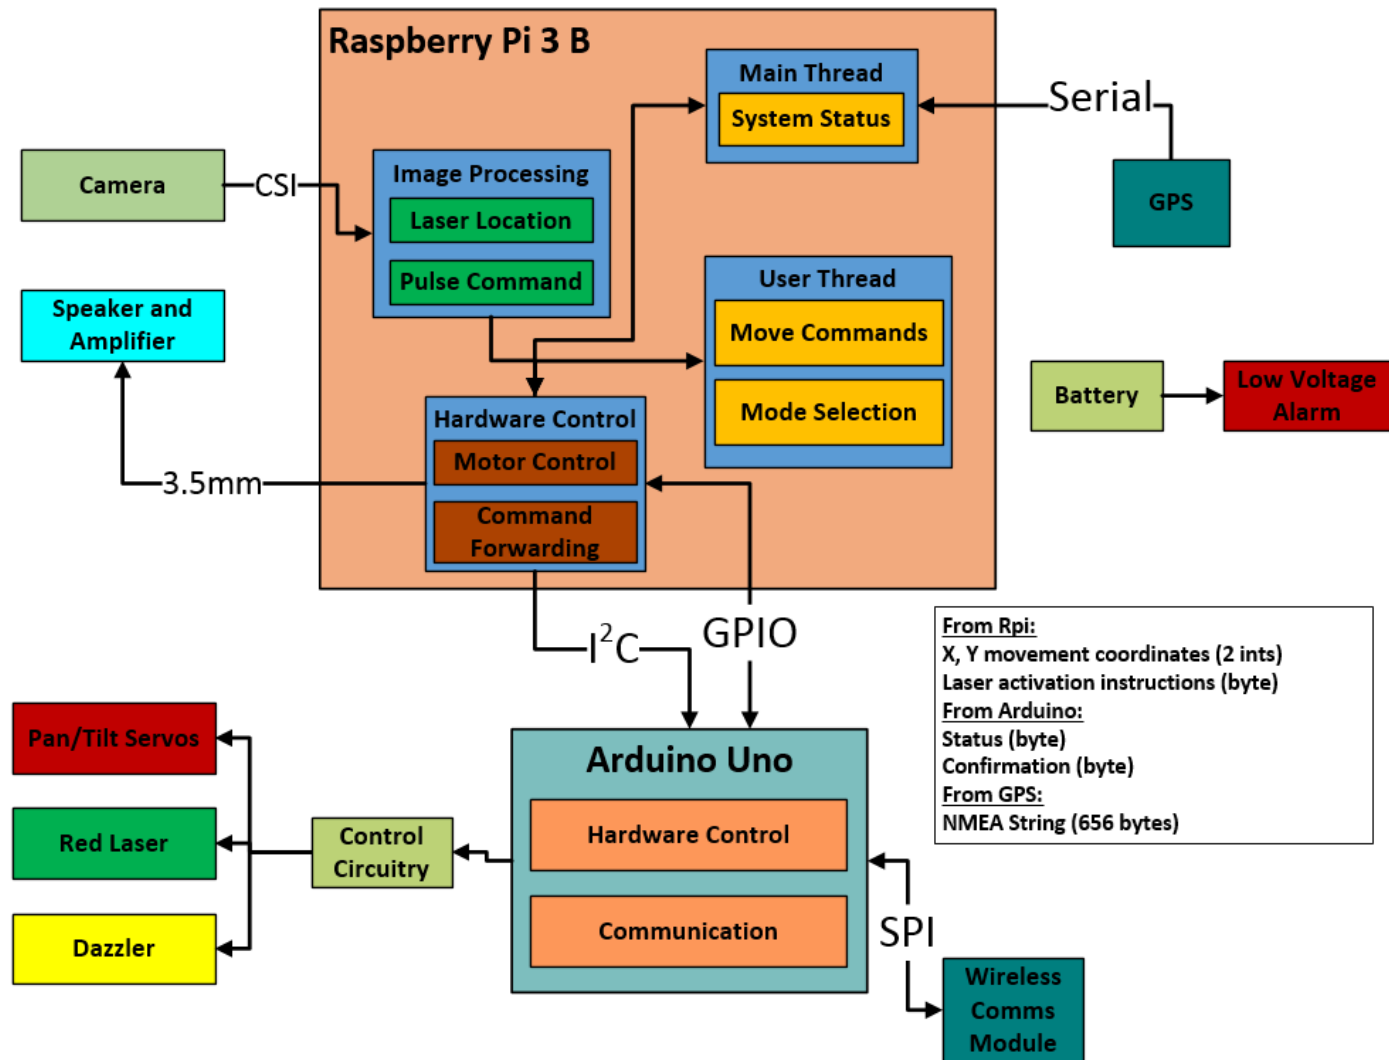 Raspberry Pi 3 B
Main Thread
System Status
Serial
Camera
CSI
Image Processing
Laser Location
Pulse Command
GPS
Speaker and
Amplifier
User Thread
Move Commands
Mode Selection
Battery
Low Voltage
Alarm
Hardware Control
Motor Control
Command
Forwarding
3.5mm
I²C
GPIO
From Rpi:
X, Y movement coordinates (2 ints)
Laser activation instructions (byte)
From Arduino:
Status (byte)
Confirmation (byte)
From GPS:
NMEA String (656 bytes)
Pan/Tilt Servos
Red Laser
Dazzler
Control
Circuitry
Arduino Uno
Hardware Control
Communication
SPI
Wireless
Comms
Module